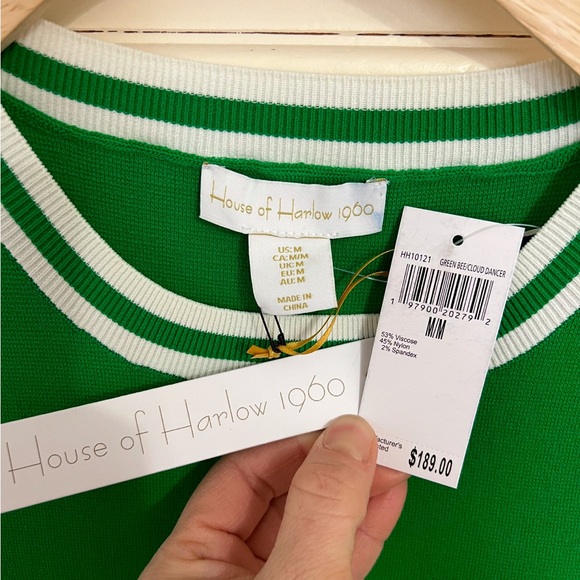 House of Harlow 1960
US: M
CA: M/M
UK: M
EU: M
AU: M
MADE IN
CHINA
HH10121 GREEN BEE/CLOUD DANCER
1 97900 20279 2
M/M
53% Viscose
45% Nylon
2% Spandex
$189.00
House of Harlow 1960